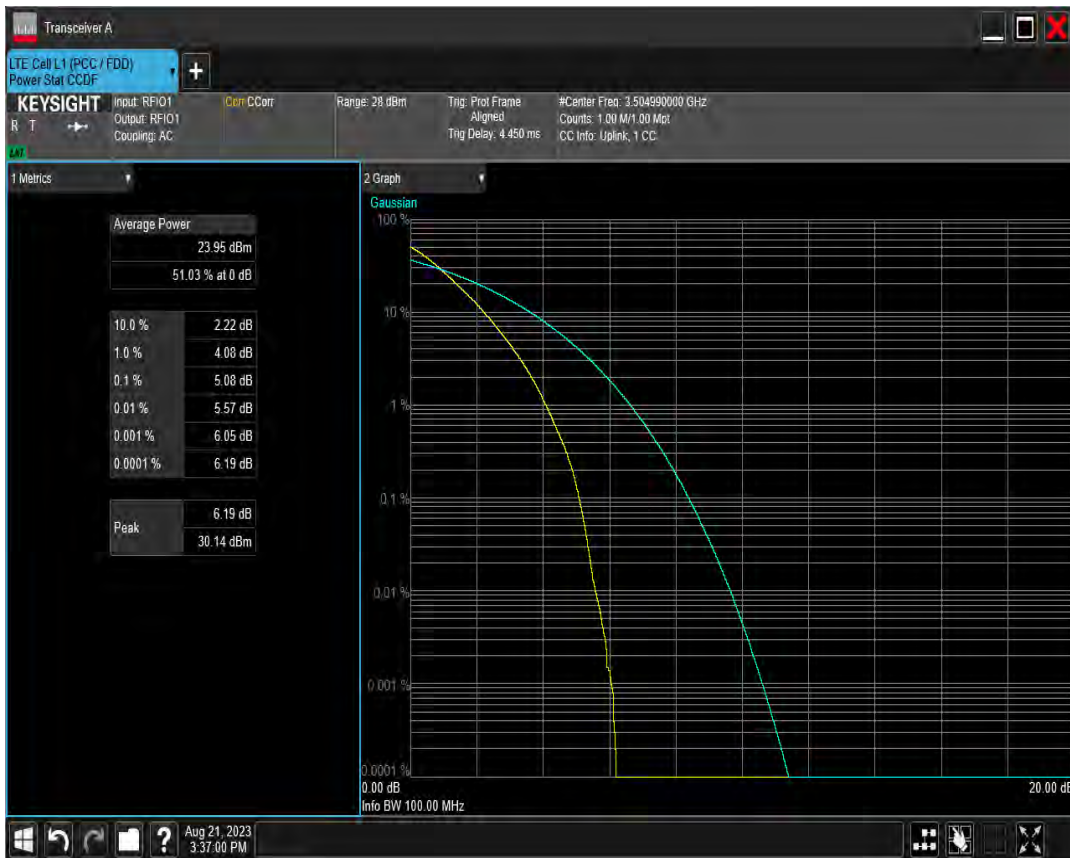 Transceiver A
LTE Cell L1 (PCC / FDD)
Power Stat CCDF
+
KEYSIGHT
R T
LXI
Input: RFIO1
Output: RFIO1
Coupling: AC
Corr CCorr
Range: 28 dBm
Trig: Prot Frame
Aligned
Trig Delay: 4.450 ms
#Center Freq: 3.504990000 GHz
Counts: 1.00 M/1.00 Mpt
CC Info: Uplink, 1 CC
1 Metrics
Average Power
23.95 dBm
51.03 % at 0 dB
10.0 % 2.22 dB
1.0 % 4.08 dB
0.1 % 5.08 dB
0.01 % 5.57 dB
0.001 % 6.05 dB
0.0001 % 6.19 dB
Peak
6.19 dB
30.14 dBm
2 Graph
Gaussian
100 %
10 %
1 %
0.1 %
0.01 %
0.001 %
0.0001 %
0.00 dB
20.00 dB
Info BW 100.00 MHz
?
Aug 21, 2023
3:37:00 PM